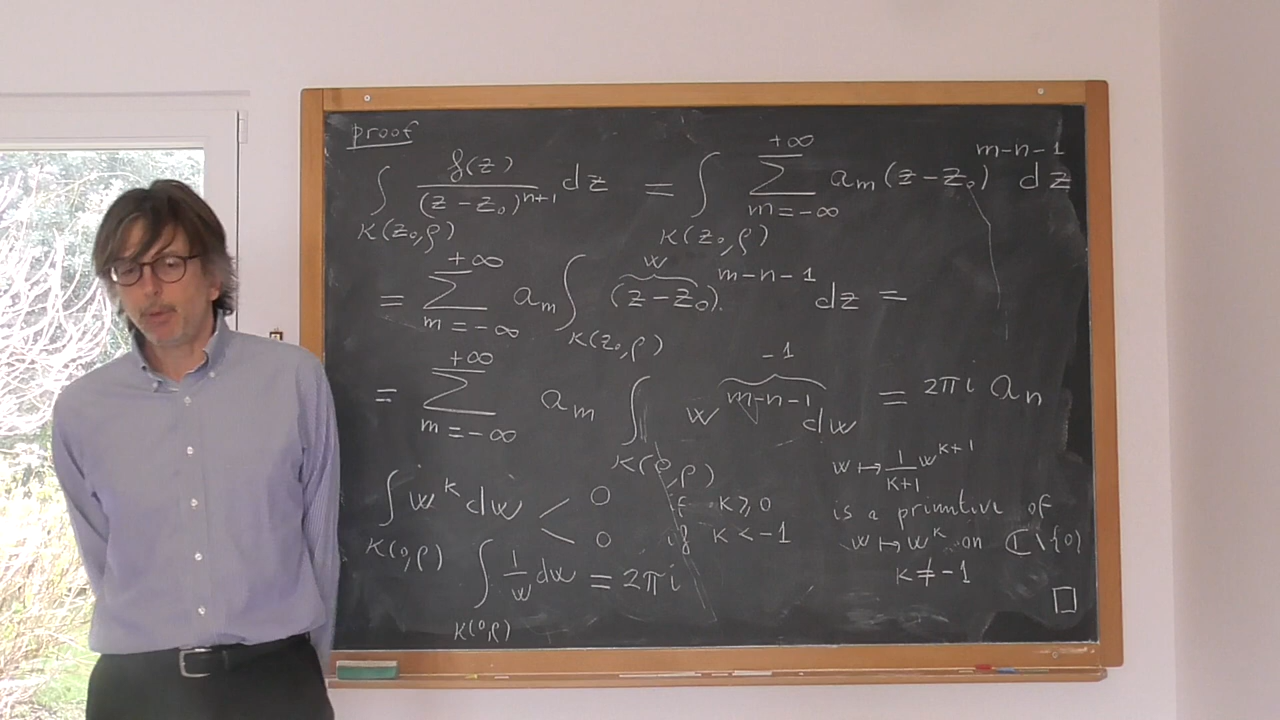 proof
∫_{K(z₀,ρ)} f(z)/(z-z₀)^{n+1} dz = ∫_{K(z₀,ρ)} ∑_{m=-∞}^{+∞} a_m (z-z₀)^{m-n-1} dz
= ∑_{m=-∞}^{+∞} a_m ∫_{K(z₀,ρ)} (z-z₀)^{m-n-1} dz =
w
= ∑_{m=-∞}^{+∞} a_m ∫_{K(0,ρ)} w^{m-n-1} dw = 2πi a_n
-1
∫_{K(0,ρ)} w^k dw < 0 if k ≥ 0
0 if k < -1
∫_{K(0,ρ)} 1/w dw = 2πi
w ↦ 1/(k+1) w^{k+1}
is a primitive of
w ↦ w^k on ℂ\{0}
k ≠ -1
□